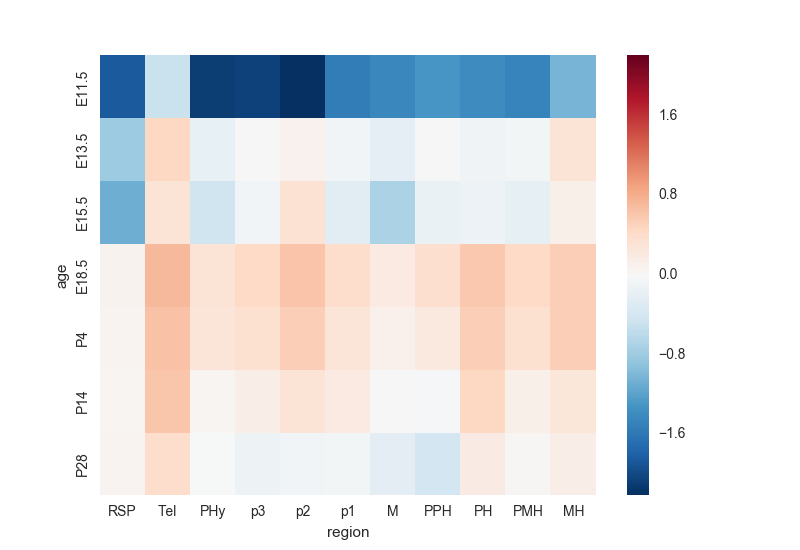 E11.5
E13.5
E15.5
E18.5
P4
P14
P28
age
RSP Tel PHy p3 p2 p1 M PPH PH PMH MH
region
1.6
0.8
0.0
−0.8
−1.6